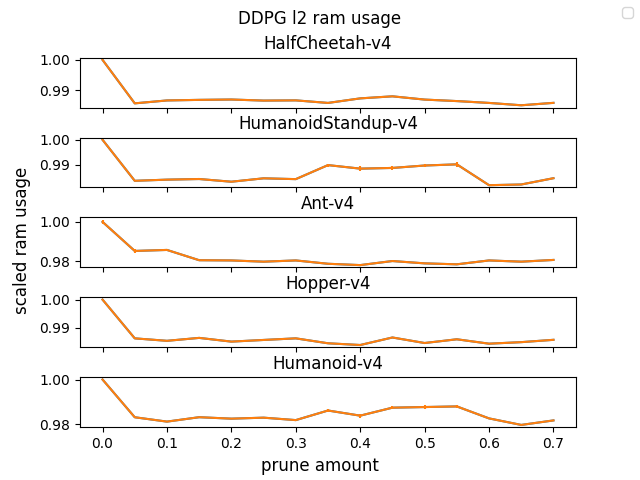 DDPG l2 ram usage
HalfCheetah-v4
1.00
0.99
HumanoidStandup-v4
1.00
0.99
Ant-v4
1.00
0.98
Hopper-v4
1.00
0.99
Humanoid-v4
1.00
0.98
0.0 0.1 0.2 0.3 0.4 0.5 0.6 0.7
prune amount
scaled ram usage